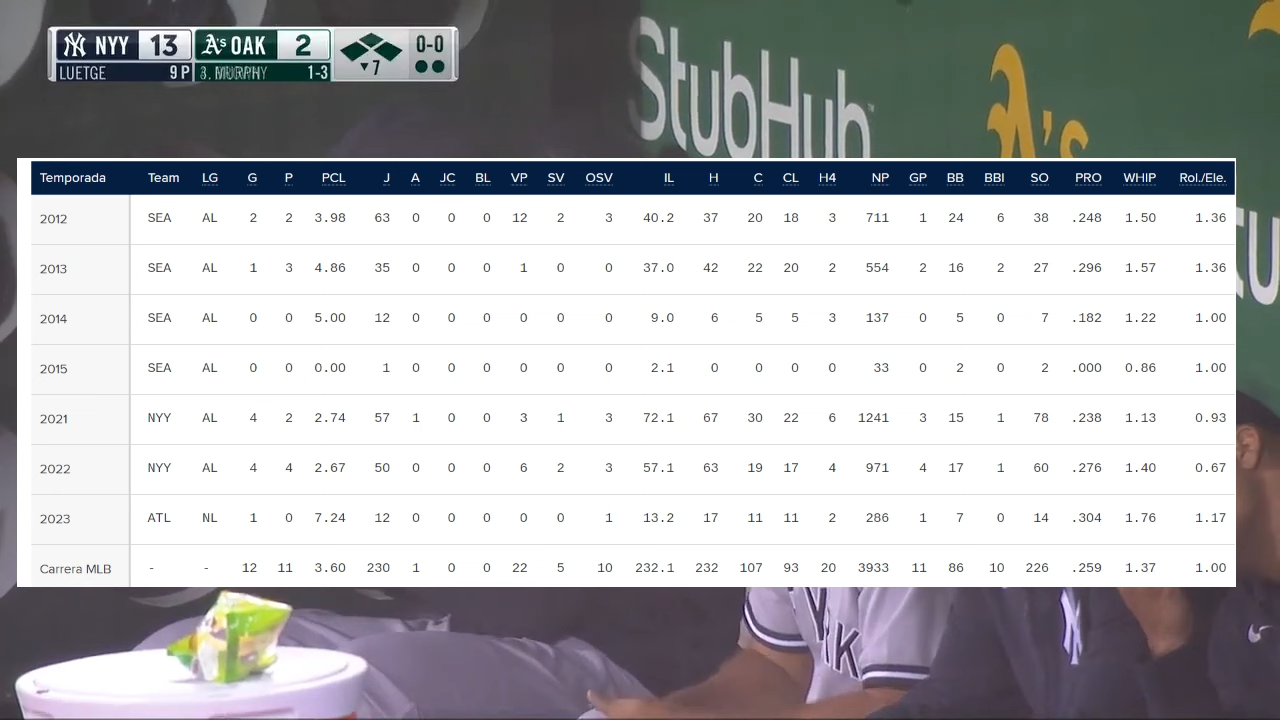 NYY 13 A's OAK 2 0-0
LUETGE 9 P 3. MURPHY 1-3 ▼7
StubHub™
A's
Temporada Team LG G P PCL J A JC BL VP SV OSV IL H C CL H4 NP GP BB BBI SO PRO WHIP Rol./Ele.
2012 SEA AL 2 2 3.98 63 0 0 0 12 2 3 40.2 37 20 18 3 711 1 24 6 38 .248 1.50 1.36
2013 SEA AL 1 3 4.86 35 0 0 0 1 0 0 37.0 42 22 20 2 554 2 16 2 27 .296 1.57 1.36
2014 SEA AL 0 0 5.00 12 0 0 0 0 0 0 9.0 6 5 5 3 137 0 5 0 7 .182 1.22 1.00
2015 SEA AL 0 0 0.00 1 0 0 0 0 0 0 2.1 0 0 0 0 33 0 2 0 2 .000 0.86 1.00
2021 NYY AL 4 2 2.74 57 1 0 0 3 1 3 72.1 67 30 22 6 1241 3 15 1 78 .238 1.13 0.93
2022 NYY AL 4 4 2.67 50 0 0 0 6 2 3 57.1 63 19 17 4 971 4 17 1 60 .276 1.40 0.67
2023 ATL NL 1 0 7.24 12 0 0 0 0 0 1 13.2 17 11 11 2 286 1 7 0 14 .304 1.76 1.17
Carrera MLB - - 12 11 3.60 230 1 0 0 22 5 10 232.1 232 107 93 20 3933 11 86 10 226 .259 1.37 1.00